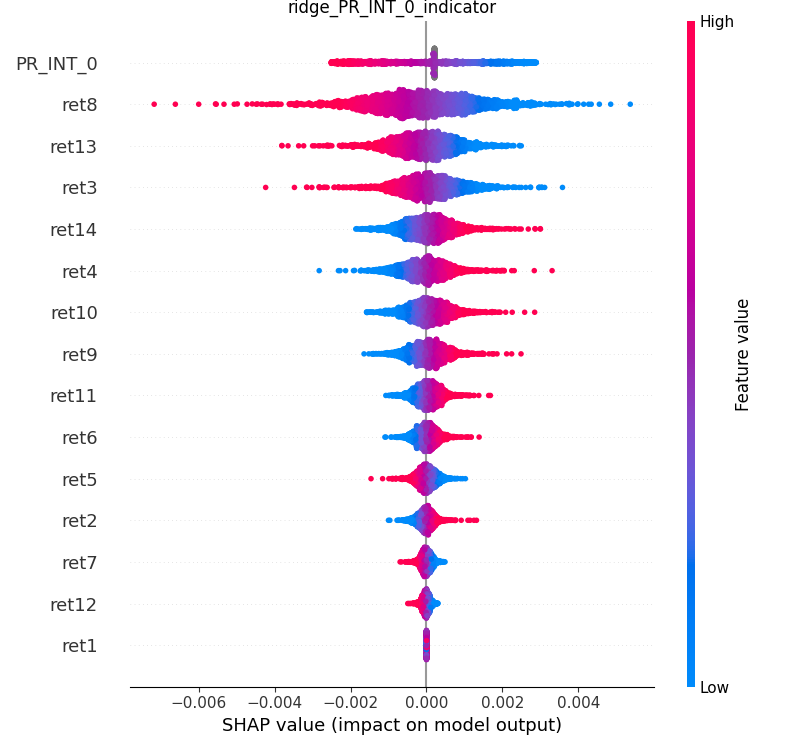 ridge_PR_INT_0_indicator
High
PR_INT_0
ret8
ret13
ret3
ret14
ret4
ret10
ret9
ret11
ret6
ret5
ret2
ret7
ret12
ret1
Feature value
Low
−0.006 −0.004 −0.002 0.000 0.002 0.004
SHAP value (impact on model output)